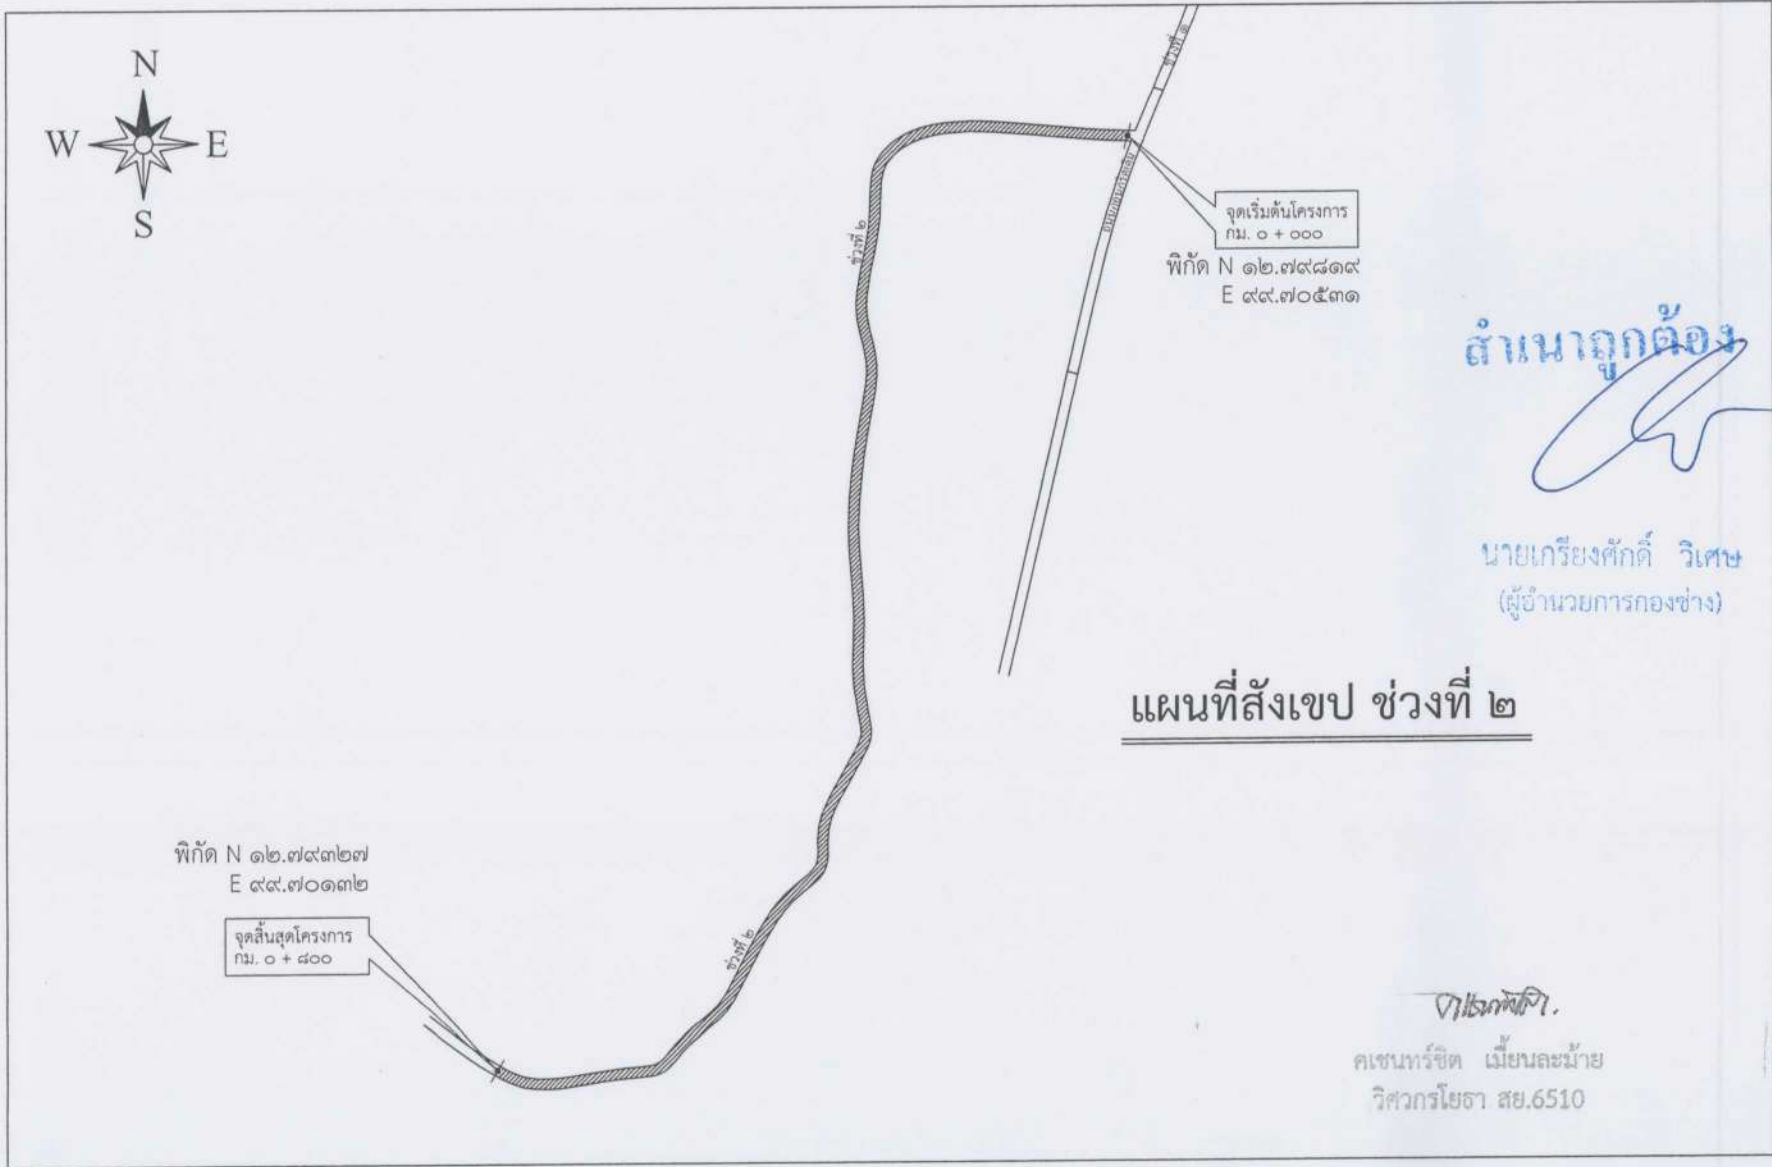 N
W E
S
ช่วงที่ ๑
จุดเริ่มต้นโครงการ
กม. ๐ + ๐๐๐
พิกัด N ๑๒.๗๙๘๑๙
E ๙๙.๗๐๕๓๑
ช่วงที่ ๒
สำเนาถูกต้อง
นายเกรียงศักดิ์ วิเศษ
(ผู้อำนวยการกองช่าง)
แผนที่สังเขป ช่วงที่ ๒
พิกัด N ๑๒.๗๙๓๒๗
E ๙๙.๗๐๑๓๒
จุดสิ้นสุดโครงการ
กม. ๐ + ๘๐๐
ช่วงที่ ๒
คเชนทร์ชิต เมี้ยนละม้าย
วิศวกรโยธา สย.6510